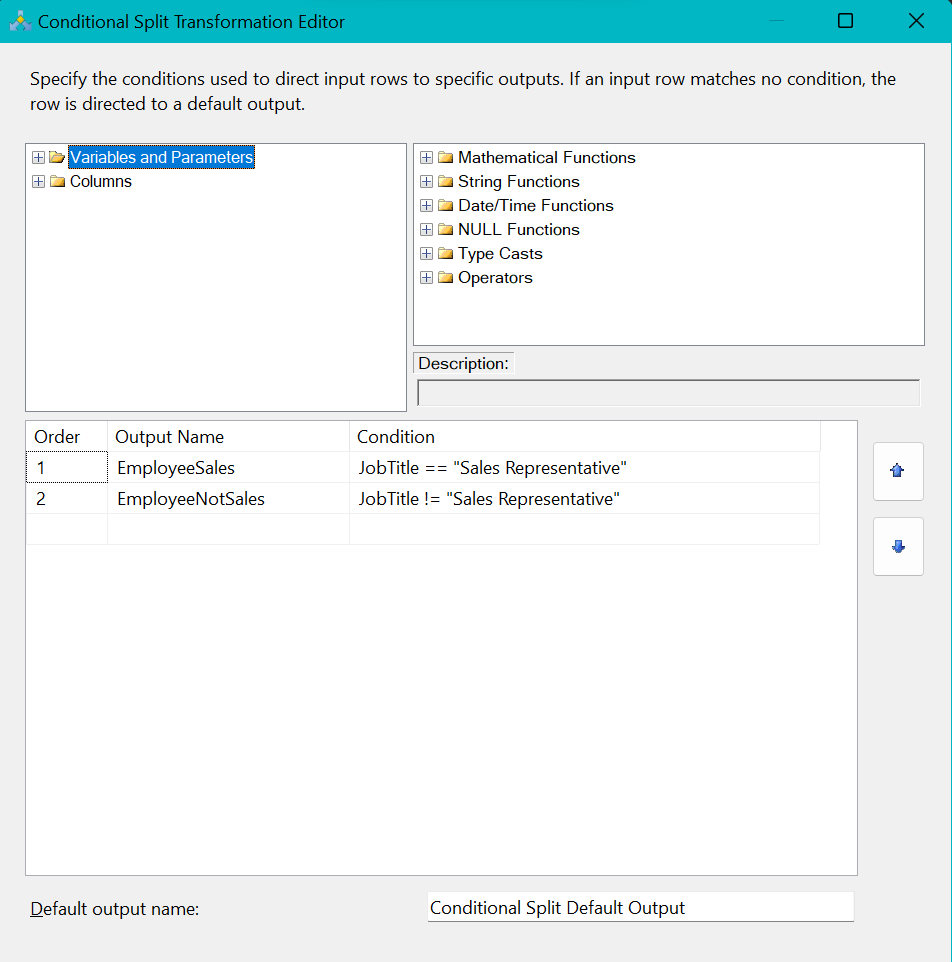 Conditional Split Transformation Editor
Specify the conditions used to direct input rows to specific outputs. If an input row matches no condition, the
row is directed to a default output.
Variables and Parameters
Columns
Mathematical Functions
String Functions
Date/Time Functions
NULL Functions
Type Casts
Operators
Description:
Order Output Name Condition
1 EmployeeSales JobTitle == "Sales Representative"
2 EmployeeNotSales JobTitle != "Sales Representative"
Default output name: Conditional Split Default Output